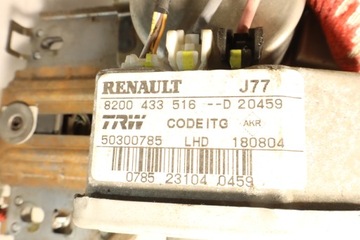 RENAULT J77
8200 433 516 --D 20459
TRW CODEITG AKR
50300785 LHD 180804
0785 23104 0459